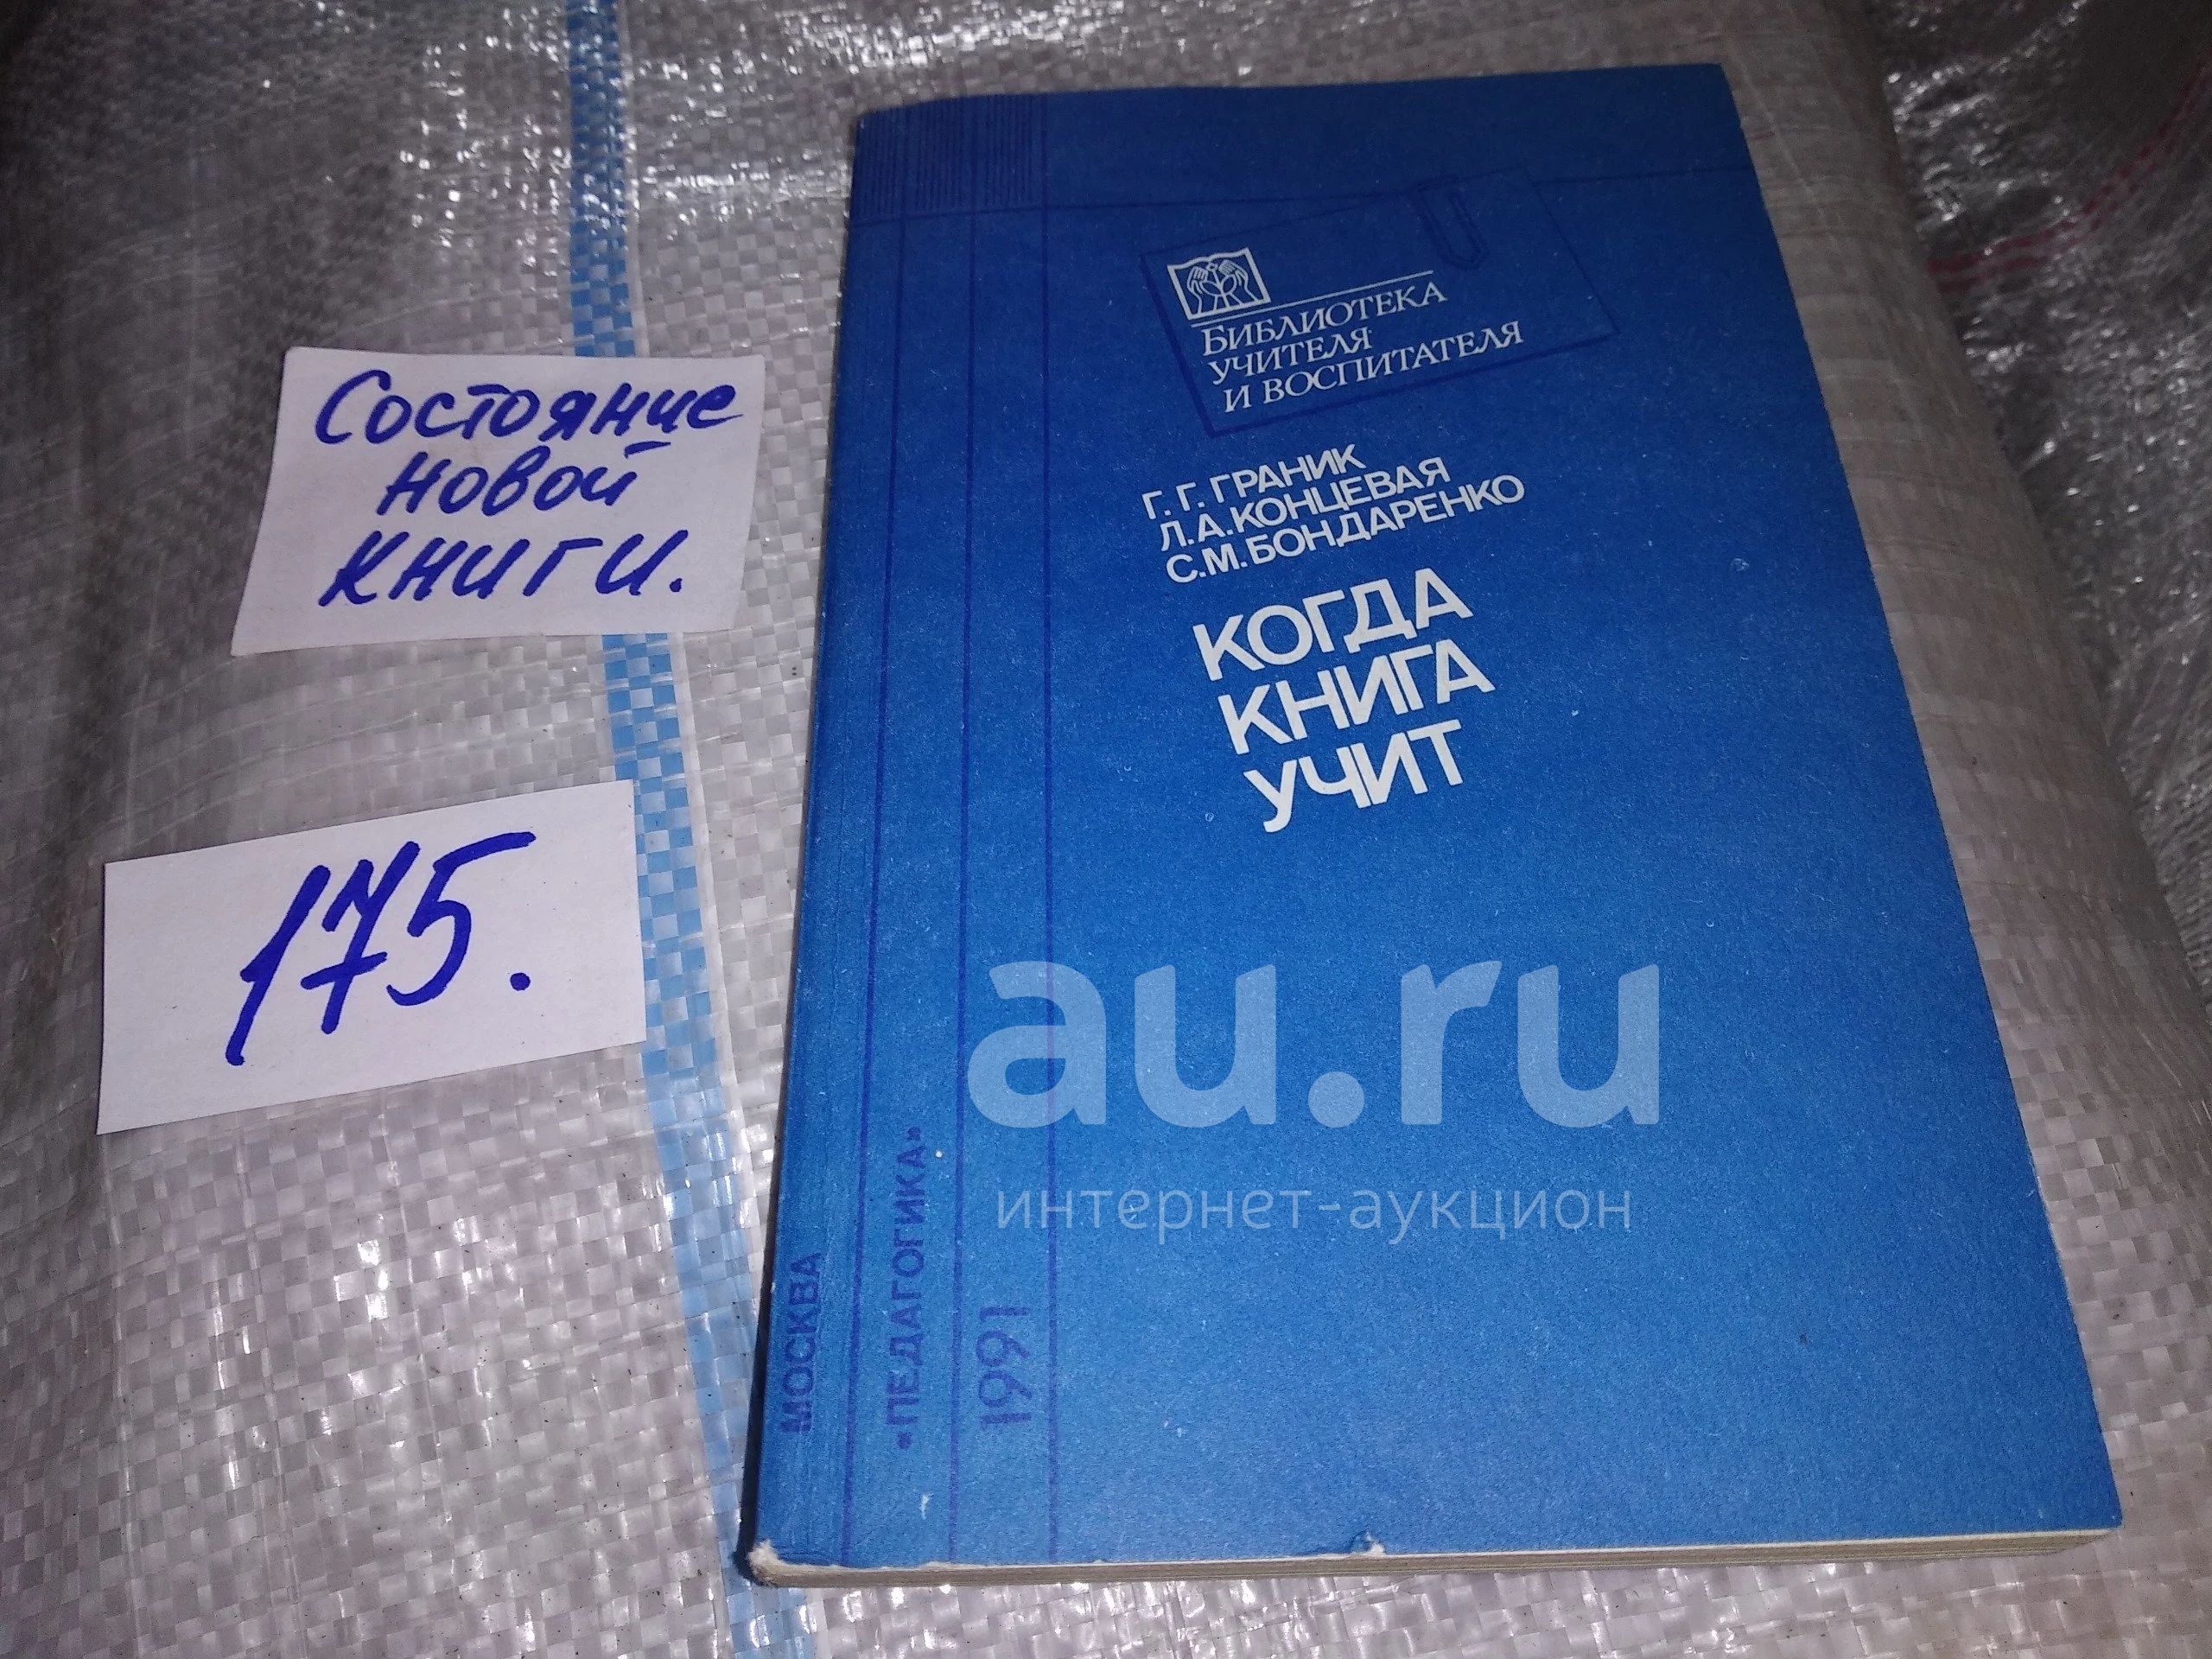 Состояние
новой
книги.
175.
БИБЛИОТЕКА
УЧИТЕЛЯ
И ВОСПИТАТЕЛЯ
Г. Г. ГРАНИК
Л. А. КОНЦЕВАЯ
С. М. БОНДАРЕНКО
КОГДА
КНИГА
УЧИТ
au.ru
интернет-аукцион
МОСКВА
«ПЕДАГОГИКА»
1991